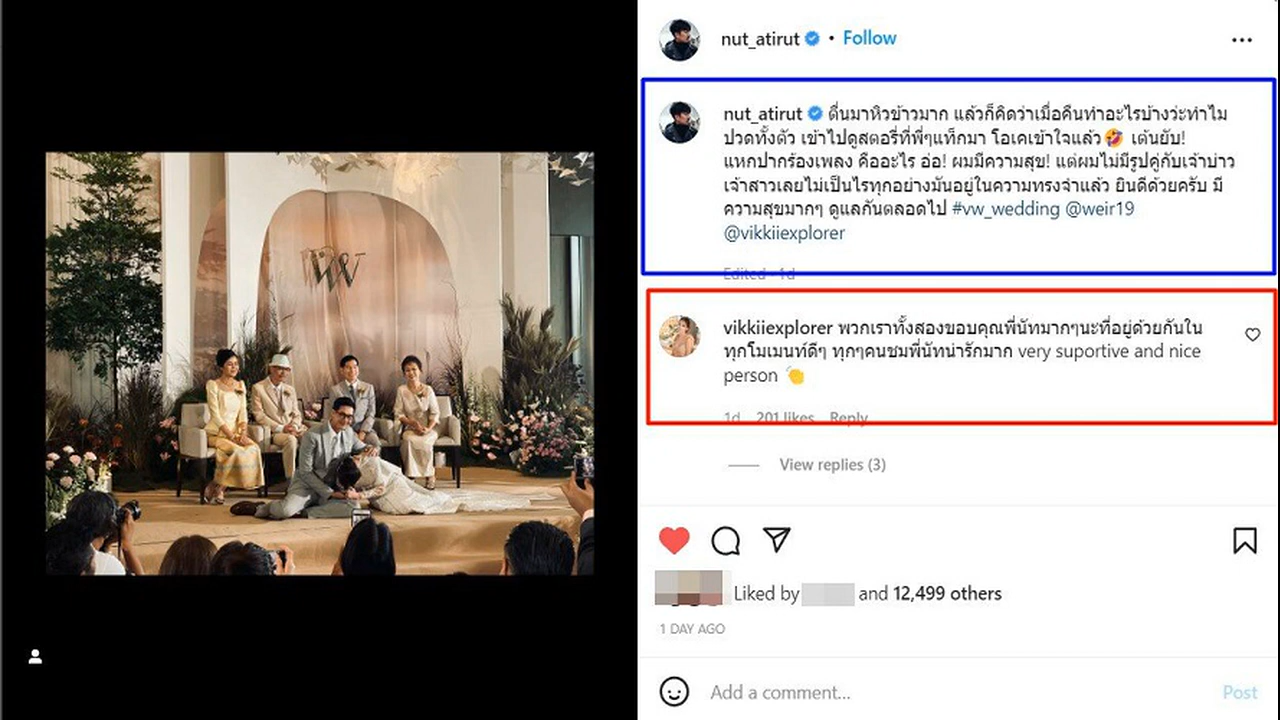 VW
nut_atirut • Follow
nut_atirut ตื่นมาหิวข้าวมาก แล้วก็คิดว่าเมื่อคืนทำอะไรบ้างว่ะทำไม
ปวดทั้งตัว เข้าไปดูสตอรี่ที่พี่ๆแท็กมา โอเคเข้าใจแล้ว🤣 เต้นยับ!
แหกปากร้องเพลง คืออะไร อ่อ! ผมมีความสุข! แต่ผมไม่มีรูปคู่กับเจ้าบ่าว
เจ้าสาวเลยไม่เป็นไรทุกอย่างมันอยู่ในความทรงจำแล้ว ยินดีด้วยครับ มี
ความสุขมากๆ ดูแลกันตลอดไป #vw_wedding @weir19
@vikkiiexplorer
Edited · 1d
vikkiiexplorer พวกเราทั้งสองขอบคุณพี่นัทมากๆนะที่อยู่ด้วยกันใน
ทุกโมเมนท์ดีๆ ทุกๆคนชมพี่นัทน่ารักมาก very suportive and nice
person 👏
1d 201 likes Reply
View replies (3)
Liked by and 12,499 others
1 DAY AGO
Add a comment... Post